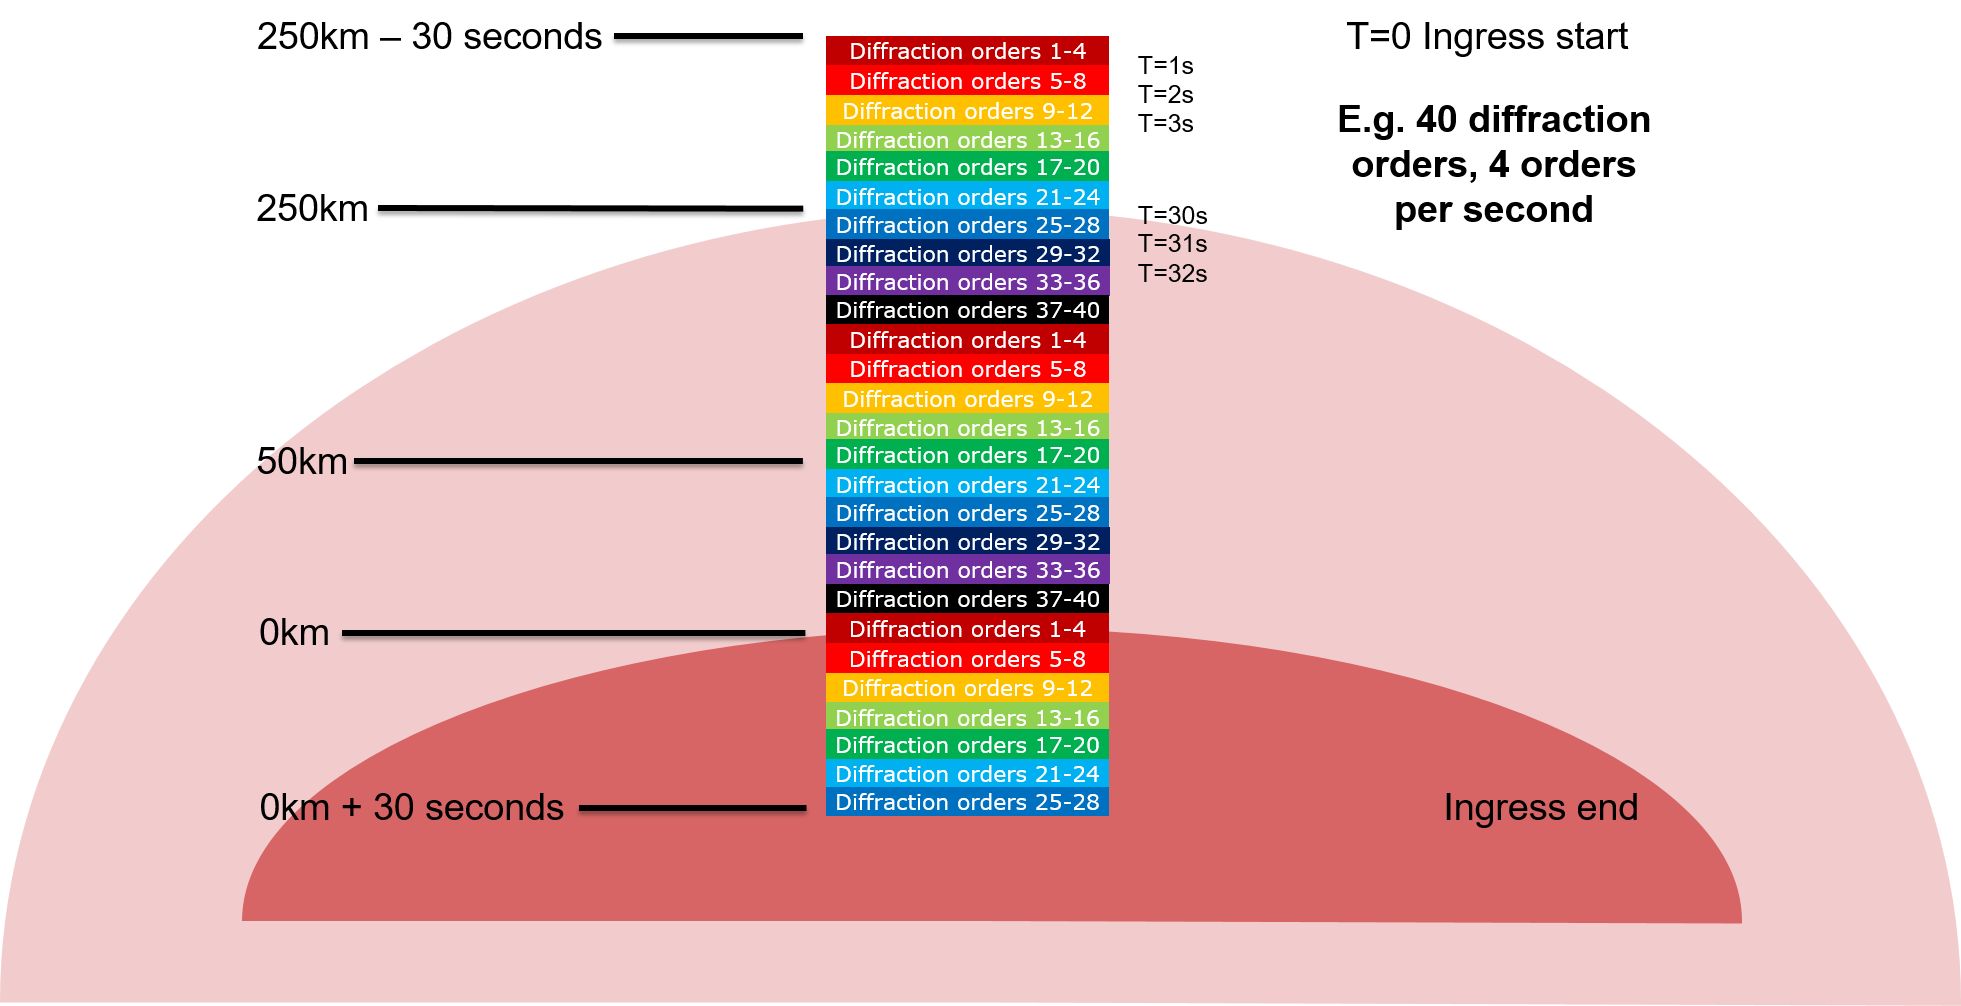 250km – 30 seconds
T=0 Ingress start
Diffraction orders 1-4
T=1s
Diffraction orders 5-8
T=2s
Diffraction orders 9-12
T=3s
E.g. 40 diffraction
orders, 4 orders
per second
Diffraction orders 13-16
Diffraction orders 17-20
Diffraction orders 21-24
250km
T=30s
Diffraction orders 25-28
T=31s
Diffraction orders 29-32
T=32s
Diffraction orders 33-36
Diffraction orders 37-40
Diffraction orders 1-4
Diffraction orders 5-8
Diffraction orders 9-12
Diffraction orders 13-16
50km
Diffraction orders 17-20
Diffraction orders 21-24
Diffraction orders 25-28
Diffraction orders 29-32
Diffraction orders 33-36
Diffraction orders 37-40
0km
Diffraction orders 1-4
Diffraction orders 5-8
Diffraction orders 9-12
Diffraction orders 13-16
Diffraction orders 17-20
Diffraction orders 21-24
0km + 30 seconds
Diffraction orders 25-28
Ingress end